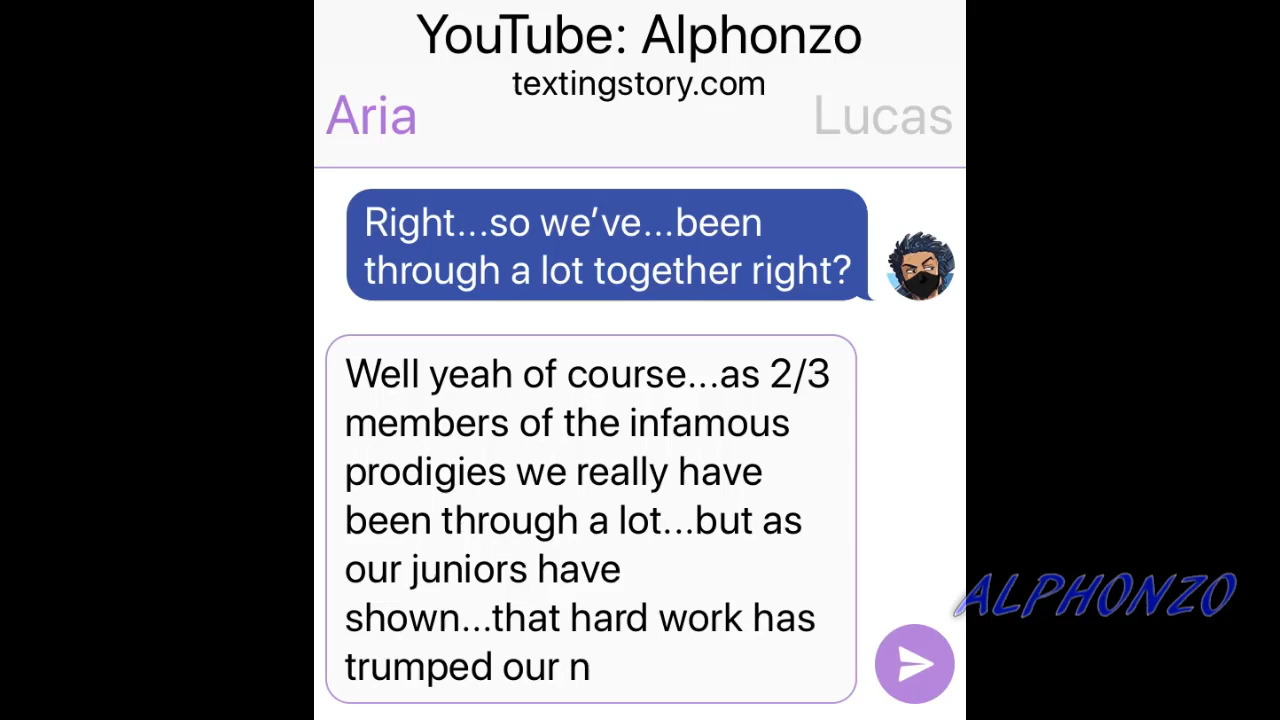 YouTube: Alphonzo
textingstory.com
Aria
Lucas
Right...so we’ve...been
through a lot together right?
Well yeah of course...as 2/3
members of the infamous
prodigies we really have
been through a lot...but as
our juniors have
shown...that hard work has
trumped our n
ALPHONZO